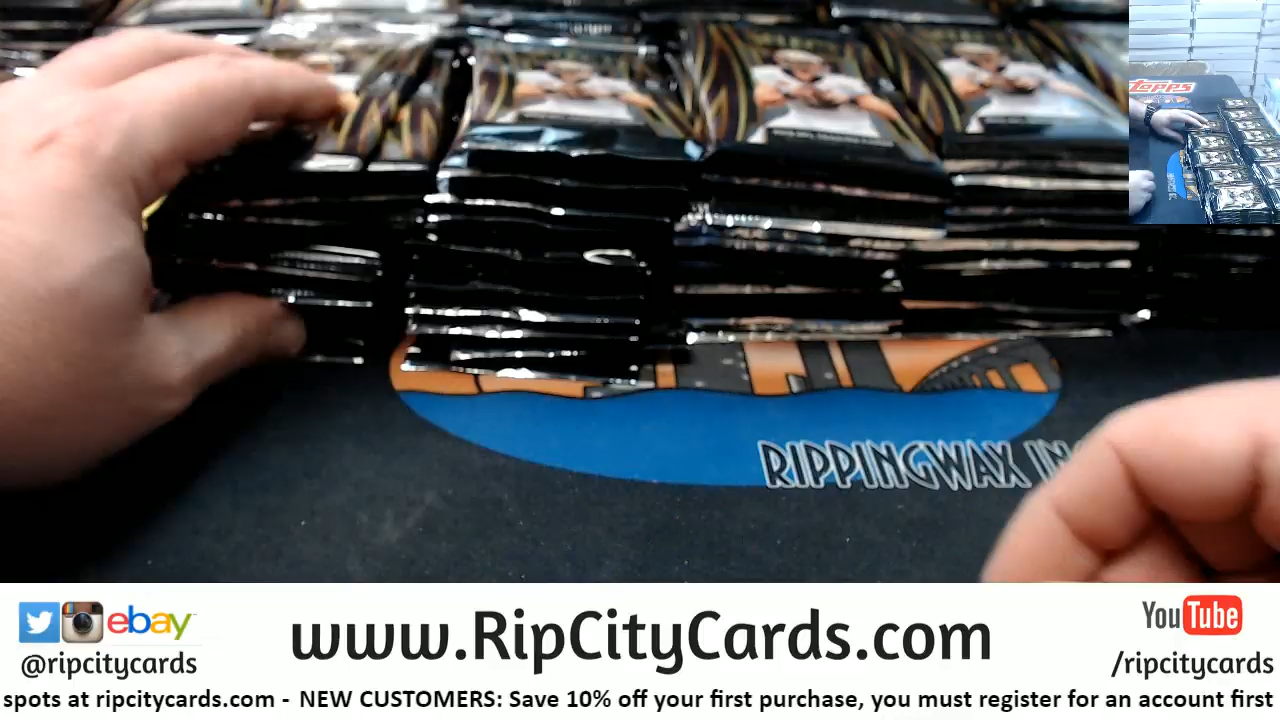 topps
RIPPINGWAX IN
ebay
www.RipCityCards.com
YouTube
@ripcitycards
/ripcitycards
spots at ripcitycards.com - NEW CUSTOMERS: Save 10% off your first purchase, you must register for an account first